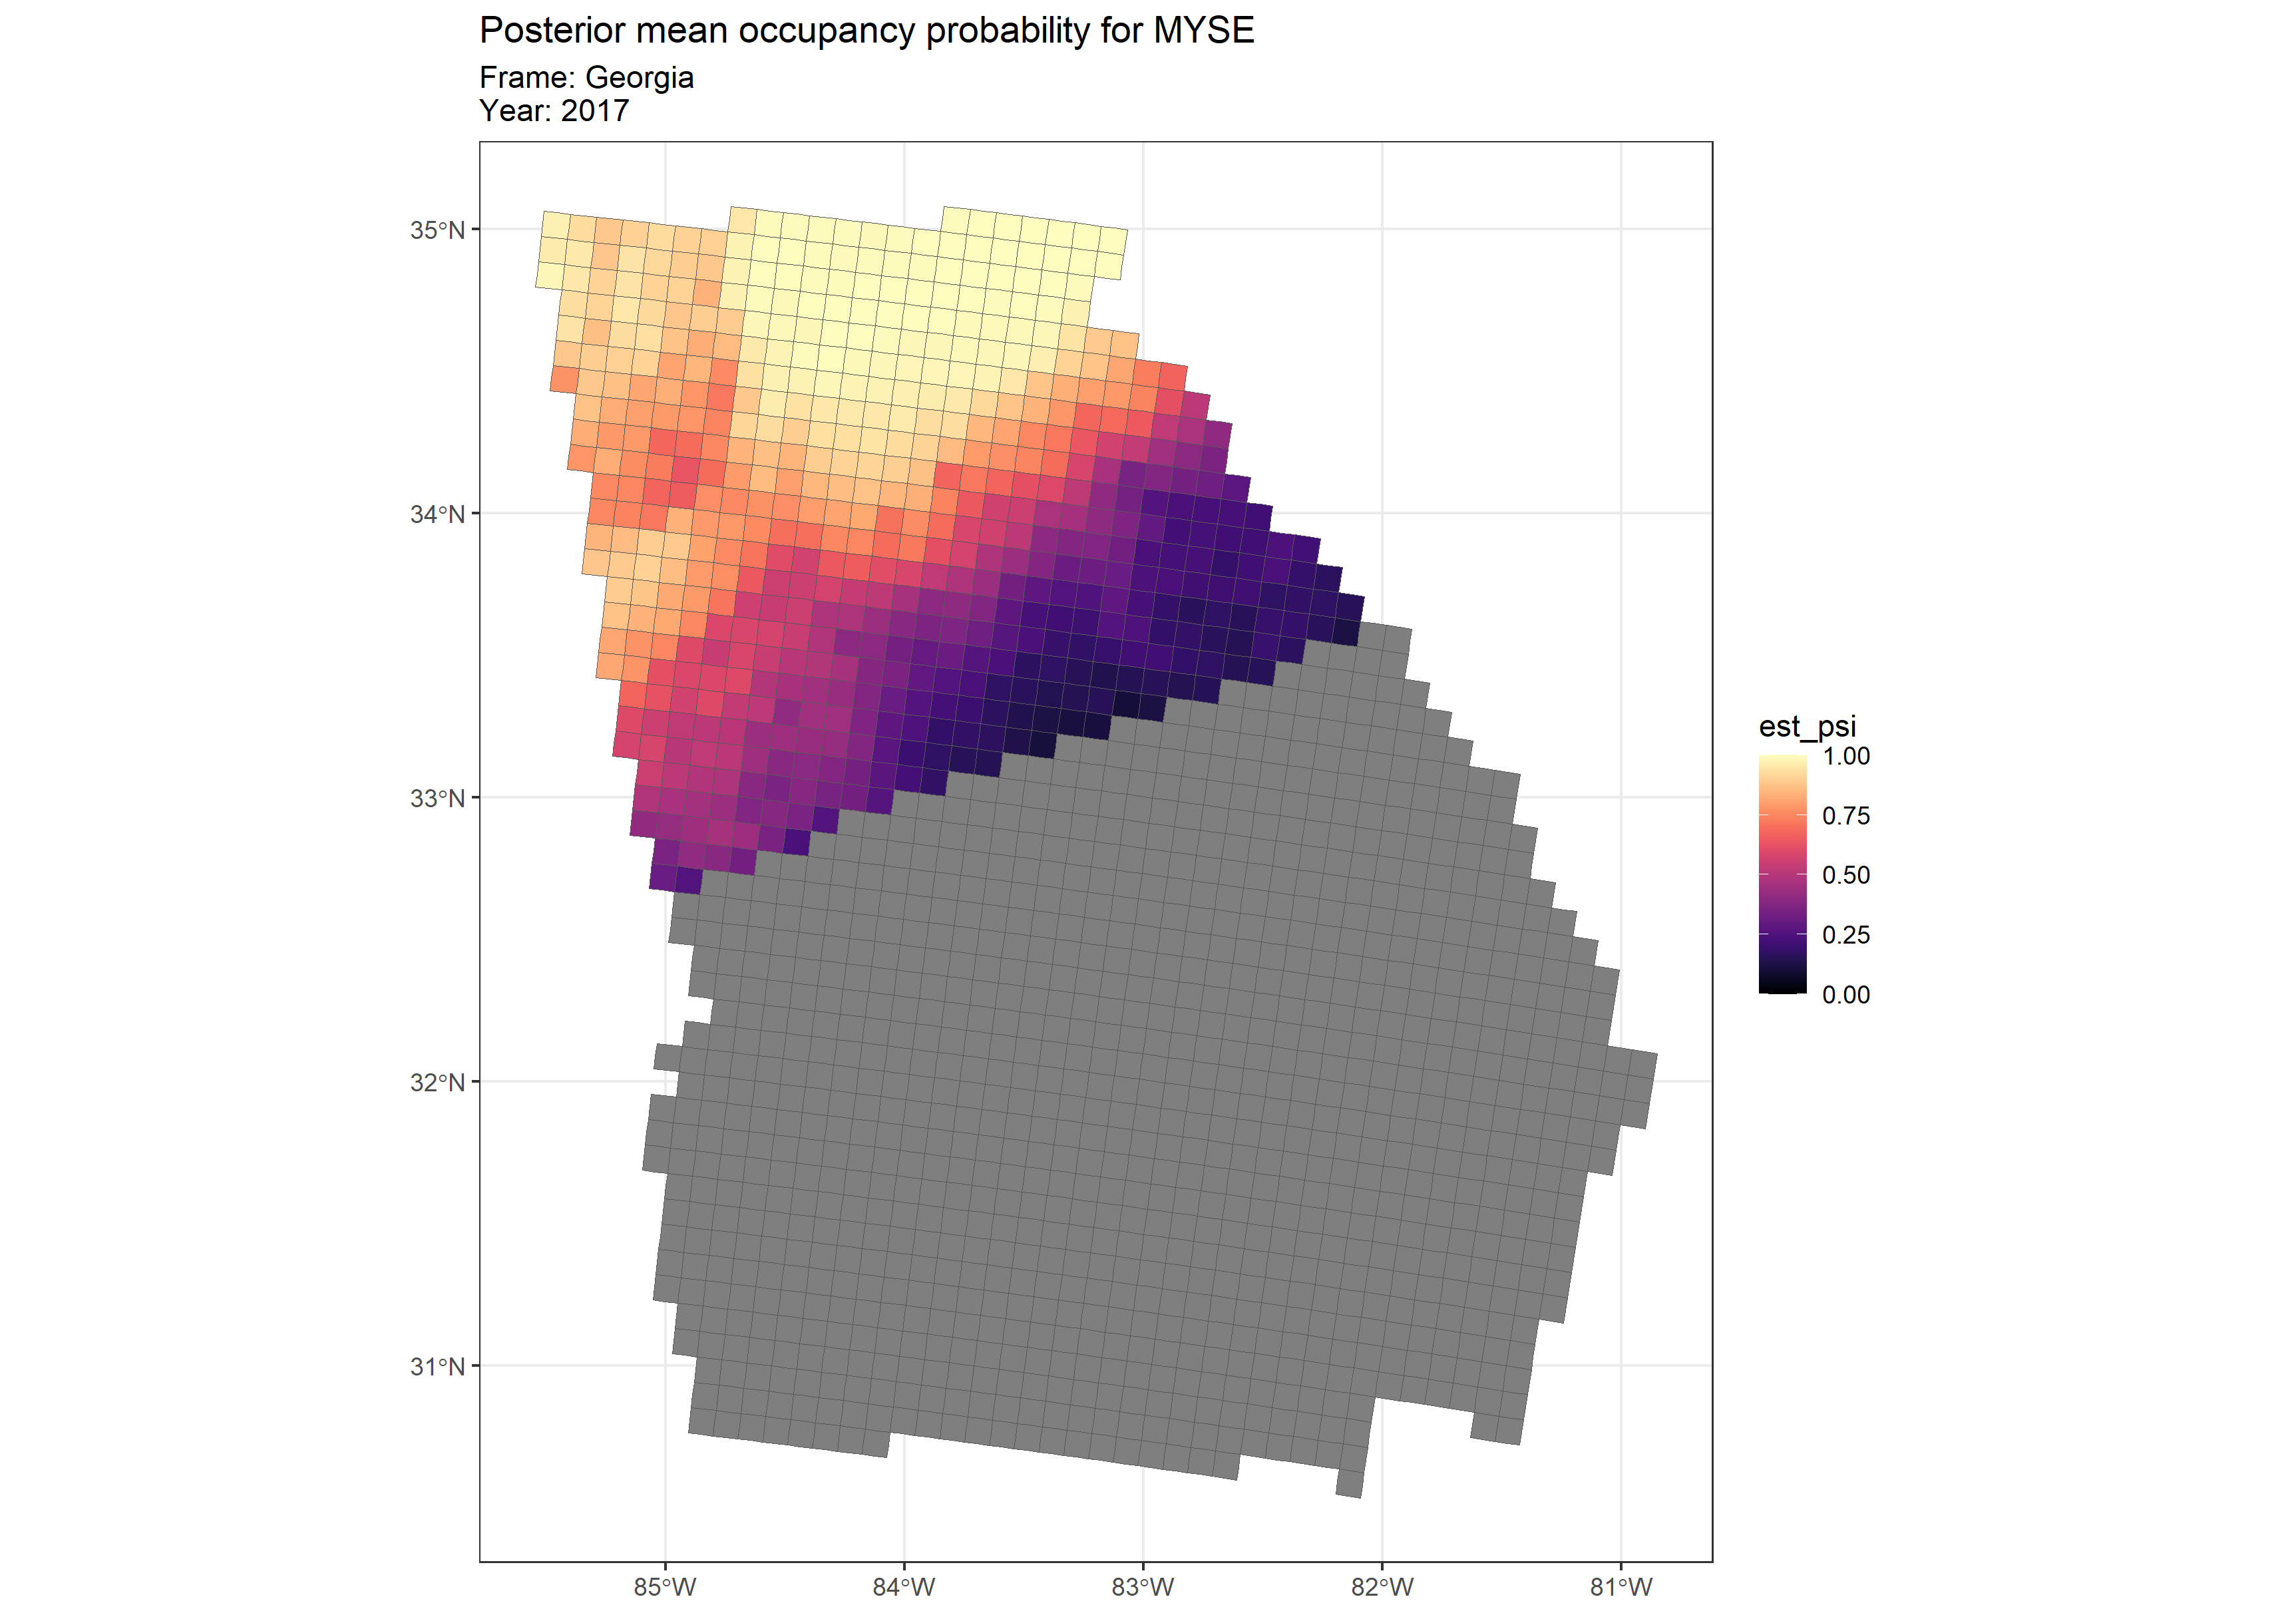 Posterior mean occupancy probability for MYSE
Frame: Georgia
Year: 2017
35°N
34°N
33°N
32°N
31°N
85°W
84°W
83°W
82°W
81°W
est_psi
1.00
0.75
0.50
0.25
0.00